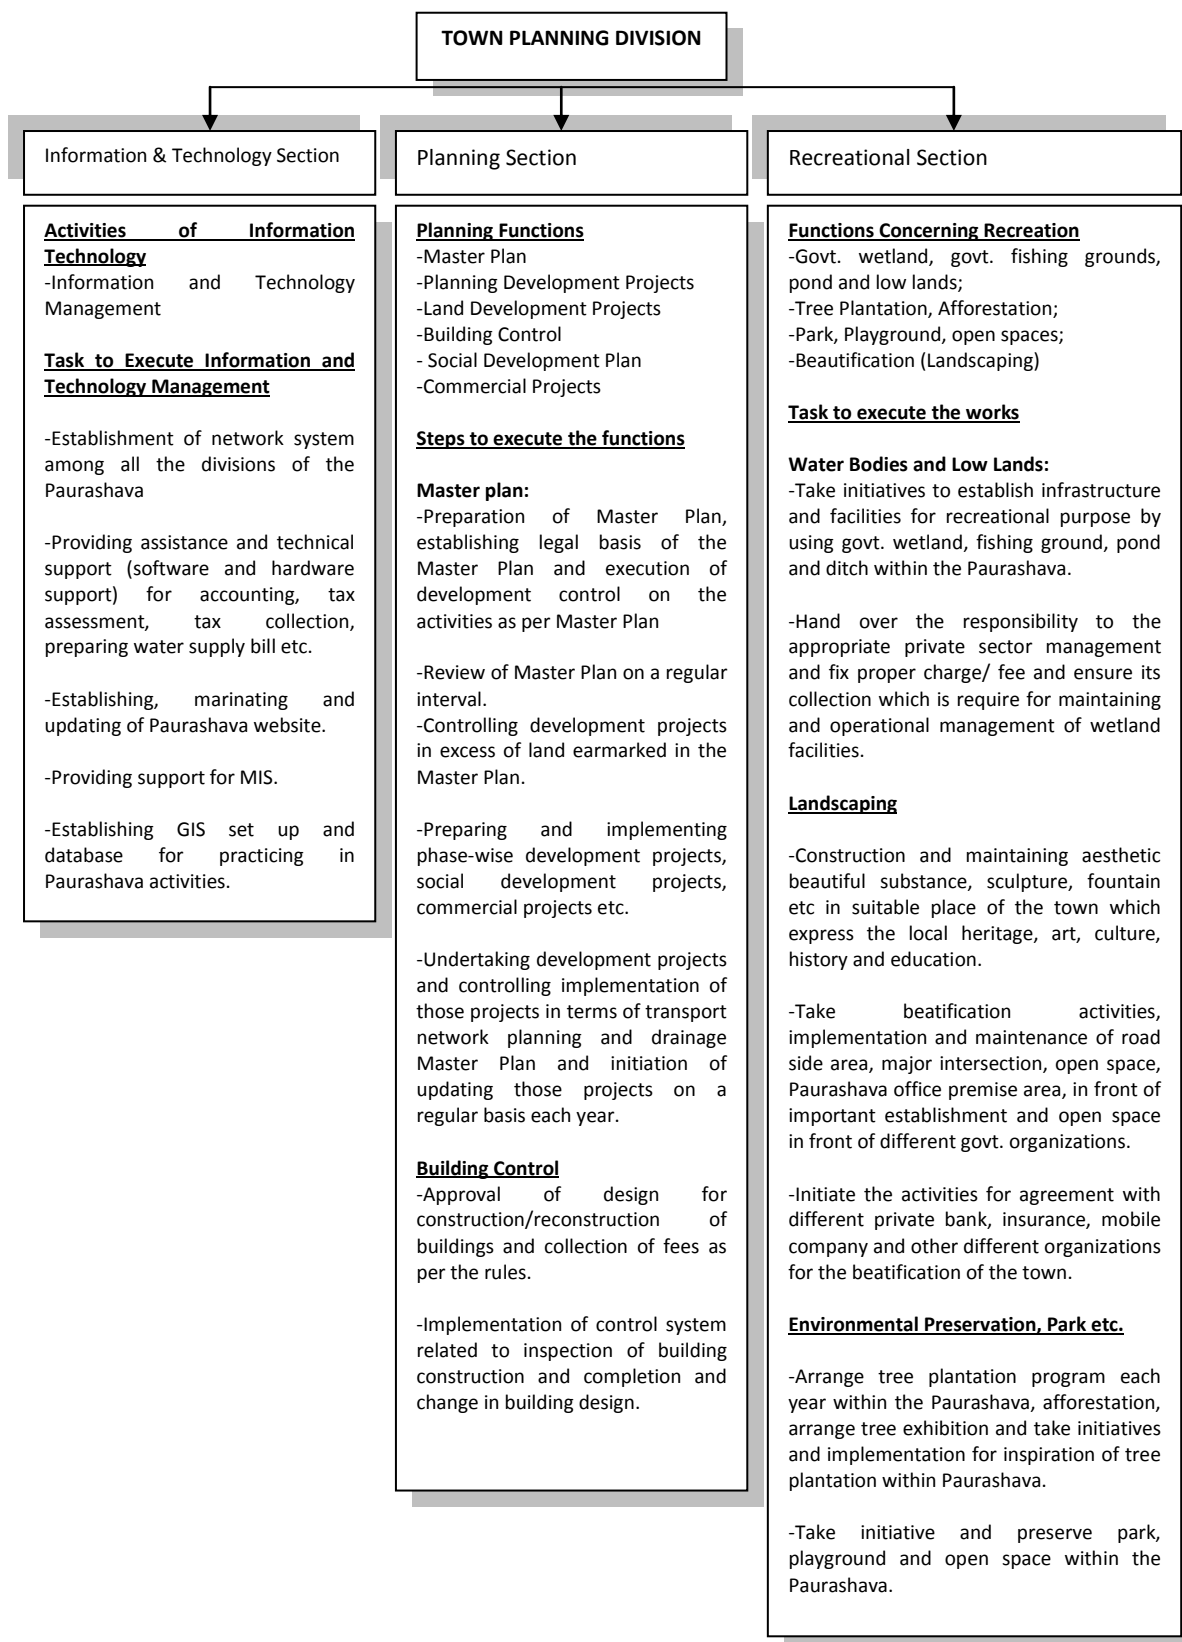 TOWN PLANNING DIVISION
Information & Technology Section
Planning Section
Recreational Section
Activities of Information
Technology
-Information and Technology
Management
Task to Execute Information and
Technology Management
-Establishment of network system
among all the divisions of the
Paurashava
-Providing assistance and technical
support (software and hardware
support) for accounting, tax
assessment, tax collection,
preparing water supply bill etc.
-Establishing, marinating and
updating of Paurashava website.
-Providing support for MIS.
-Establishing GIS set up and
database for practicing in
Paurashava activities.
Planning Functions
-Master Plan
-Planning Development Projects
-Land Development Projects
-Building Control
- Social Development Plan
-Commercial Projects
Steps to execute the functions
Master plan:
-Preparation of Master Plan,
establishing legal basis of the
Master Plan and execution of
development control on the
activities as per Master Plan
-Review of Master Plan on a regular
interval.
-Controlling development projects
in excess of land earmarked in the
Master Plan.
-Preparing and implementing
phase-wise development projects,
social development projects,
commercial projects etc.
-Undertaking development projects
and controlling implementation of
those projects in terms of transport
network planning and drainage
Master Plan and initiation of
updating those projects on a
regular basis each year.
Building Control
-Approval of design for
construction/reconstruction of
buildings and collection of fees as
per the rules.
-Implementation of control system
related to inspection of building
construction and completion and
change in building design.
Functions Concerning Recreation
-Govt. wetland, govt. fishing grounds,
pond and low lands;
-Tree Plantation, Afforestation;
-Park, Playground, open spaces;
-Beautification (Landscaping)
Task to execute the works
Water Bodies and Low Lands:
-Take initiatives to establish infrastructure
and facilities for recreational purpose by
using govt. wetland, fishing ground, pond
and ditch within the Paurashava.
-Hand over the responsibility to the
appropriate private sector management
and fix proper charge/ fee and ensure its
collection which is require for maintaining
and operational management of wetland
facilities.
Landscaping
-Construction and maintaining aesthetic
beautiful substance, sculpture, fountain
etc in suitable place of the town which
express the local heritage, art, culture,
history and education.
-Take beatification activities,
implementation and maintenance of road
side area, major intersection, open space,
Paurashava office premise area, in front of
important establishment and open space
in front of different govt. organizations.
-Initiate the activities for agreement with
different private bank, insurance, mobile
company and other different organizations
for the beatification of the town.
Environmental Preservation, Park etc.
-Arrange tree plantation program each
year within the Paurashava, afforestation,
arrange tree exhibition and take initiatives
and implementation for inspiration of tree
plantation within Paurashava.
-Take initiative and preserve park,
playground and open space within the
Paurashava.